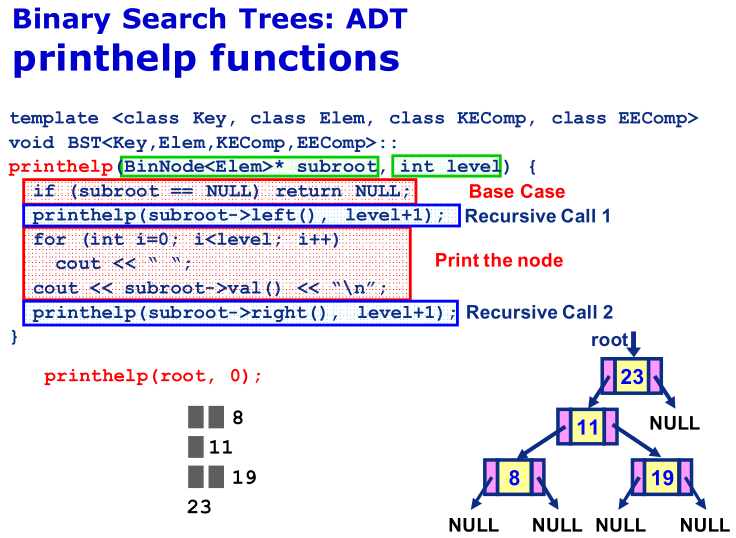 Binary Search Trees: ADT
printhelp functions
template <class Key, class Elem, class KEComp, class EEComp>
void BST<Key,Elem,KEComp,EEComp>::
printhelp(BinNode<Elem>* subroot, int level) {
if (subroot == NULL) return NULL; Base Case
printhelp(subroot->left(), level+1); Recursive Call 1
for (int i=0; i<level; i++)
cout << “ “; Print the node
cout << subroot->val() << “\n”;
printhelp(subroot->right(), level+1); Recursive Call 2
}
root
printhelp(root, 0);
23
8
NULL
11
11
19
8
19
23
NULL NULL NULL NULL